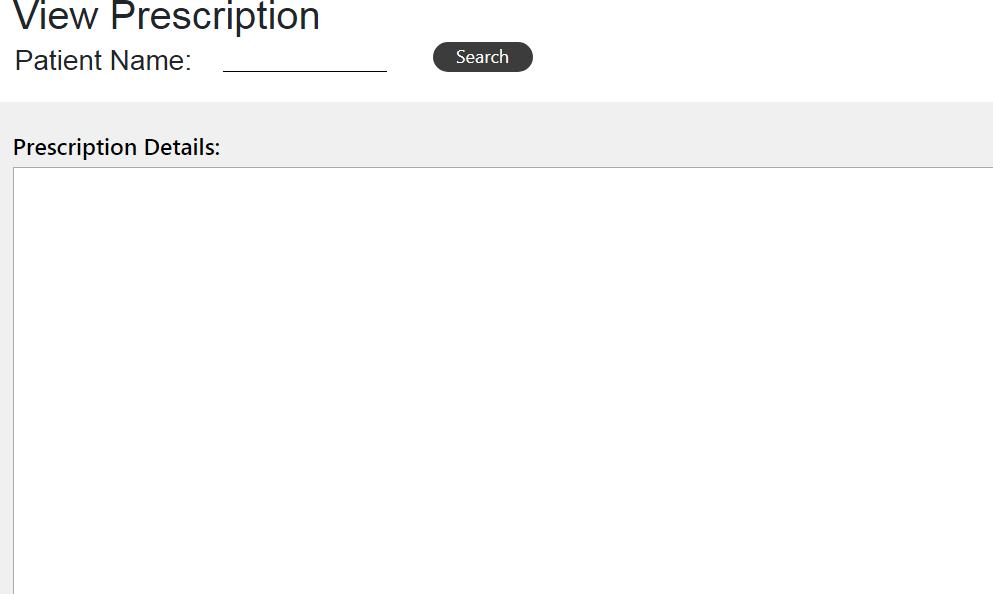 View Prescription
Patient Name: Search
Prescription Details: